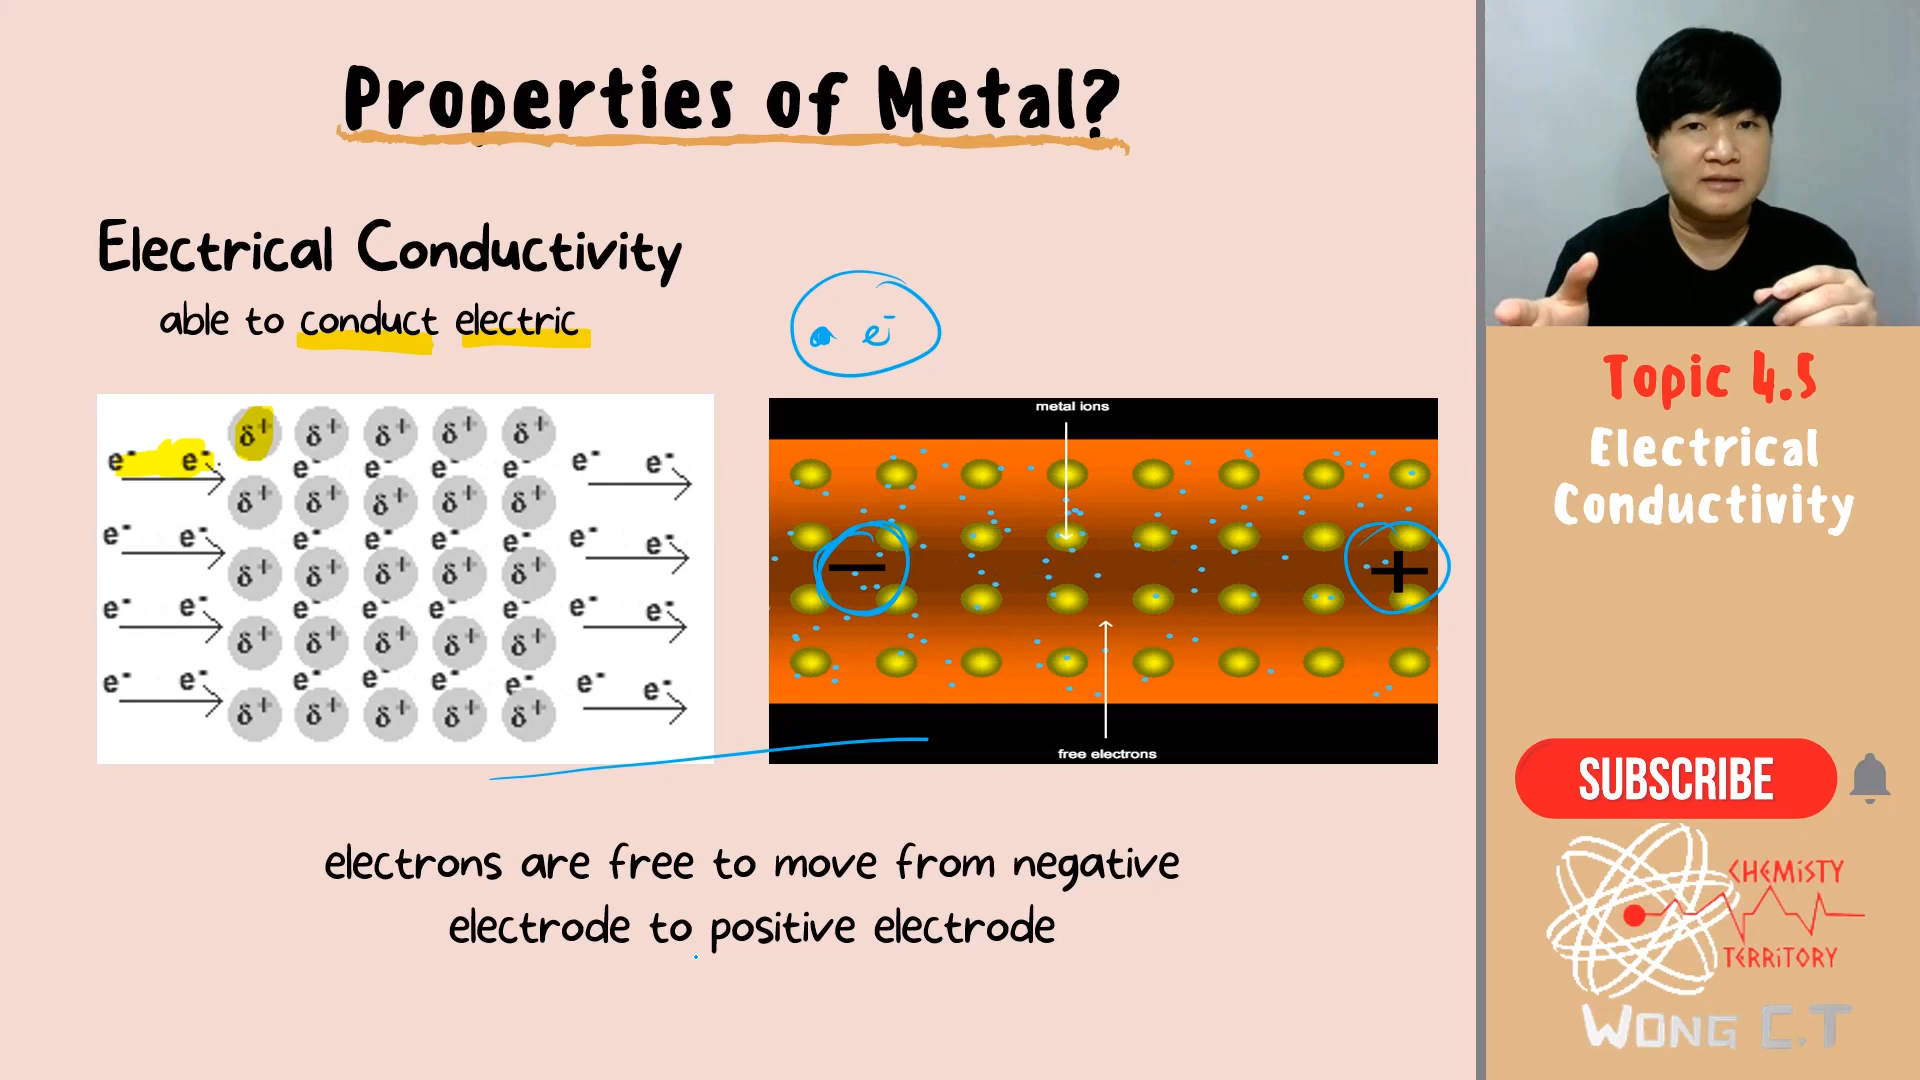 Properties of Metal?
Electrical Conductivity
able to conduct electric
e⁻
e⁻ e⁻ δ⁺ δ⁺ δ⁺ δ⁺ δ⁺ e⁻ e⁻
e⁻ e⁻ e⁻ e⁻
δ⁺ δ⁺ δ⁺ δ⁺ δ⁺
e⁻ e⁻ e⁻ e⁻ e⁻ e⁻ e⁻ e⁻
δ⁺ δ⁺ δ⁺ δ⁺ δ⁺
e⁻ e⁻ e⁻ e⁻ e⁻ e⁻ e⁻ e⁻
δ⁺ δ⁺ δ⁺ δ⁺ δ⁺
e⁻ e⁻ e⁻ e⁻ e⁻ e⁻ e⁻ e⁻
δ⁺ δ⁺ δ⁺ δ⁺ δ⁺
metal ions
− +
free electrons
electrons are free to move from negative
electrode to positive electrode
Topic 4.5
Electrical
Conductivity
SUBSCRIBE
CHEMiSTY
TERRiTORY
WONG C.T